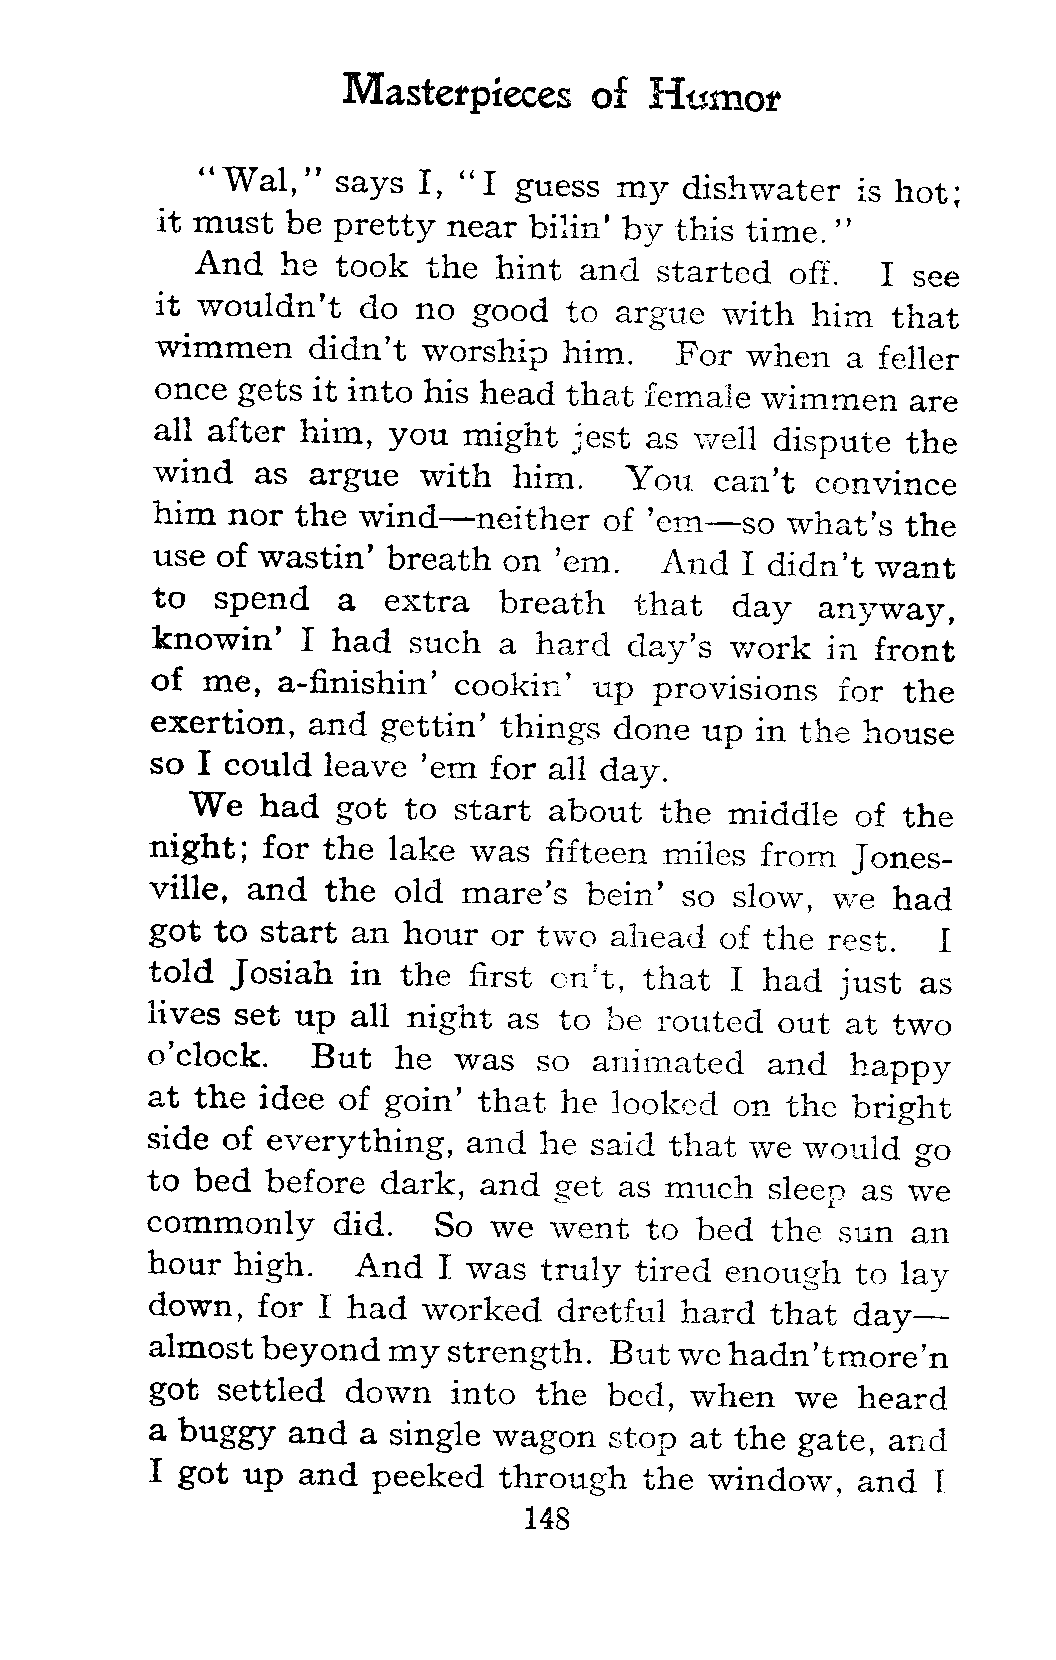 Masterpieces of Humor
"Wal," says I, "I guess my dishwater is hot;
it must be pretty near bilin' by this time."
And he took the hint and started off. I see
it wouldn't do no good to argue with him that
wimmen didn't worship him. For when a feller
once gets it into his head that female wimmen are
all after him, you might jest as well dispute the
wind as argue with him. You can't convince
him nor the wind—neither of 'em—so what's the
use of wastin' breath on 'em. And I didn't want
to spend a extra breath that day anyway,
knowin' I had such a hard day's work in front
of me, a-finishin' cookin' up provisions for the
exertion, and gettin' things done up in the house
so I could leave 'em for all day.
We had got to start about the middle of the
night; for the lake was fifteen miles from Jones-
ville, and the old mare's bein' so slow, we had
got to start an hour or two ahead of the rest. I
told Josiah in the first on't, that I had just as
lives set up all night as to be routed out at two
o'clock. But he was so animated and happy
at the idee of goin' that he looked on the bright
side of everything, and he said that we would go
to bed before dark, and get as much sleep as we
commonly did. So we went to bed the sun an
hour high. And I was truly tired enough to lay
down, for I had worked dretful hard that day—
almost beyond my strength. But we hadn't more'n
got settled down into the bed, when we heard
a buggy and a single wagon stop at the gate, and
I got up and peeked through the window, and I
148